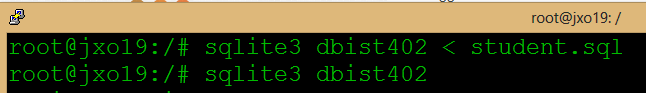 root@jxo19: /
root@jxo19:/# sqlite3 dbist402 < student.sql
root@jxo19:/# sqlite3 dbist402